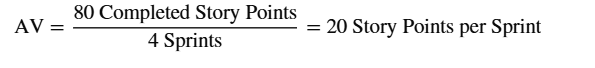 AV = 80 Completed Story Points / 4 Sprints = 20 Story Points per Sprint